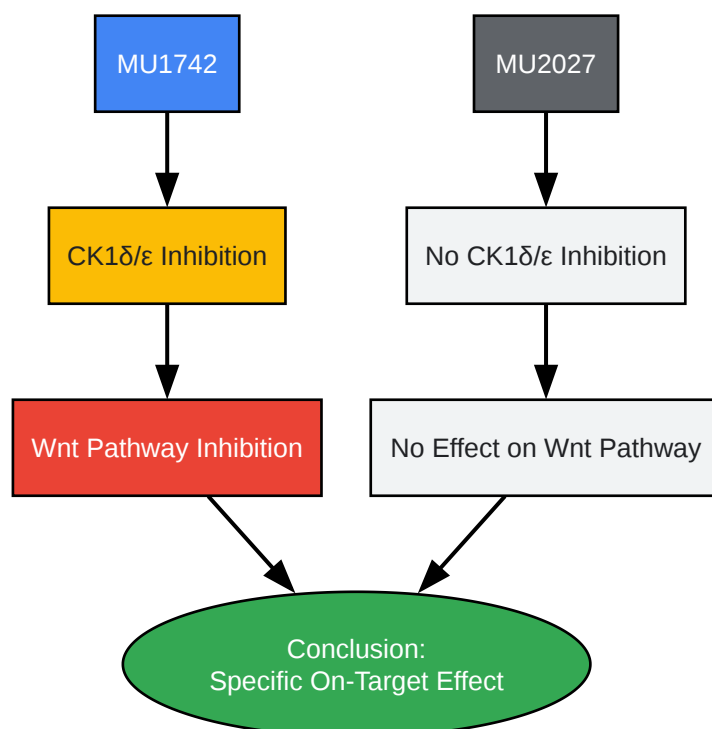 MU1742
MU2027
CK1δ/ε Inhibition
No CK1δ/ε Inhibition
Wnt Pathway Inhibition
No Effect on Wnt Pathway
Conclusion:
Specific On-Target Effect